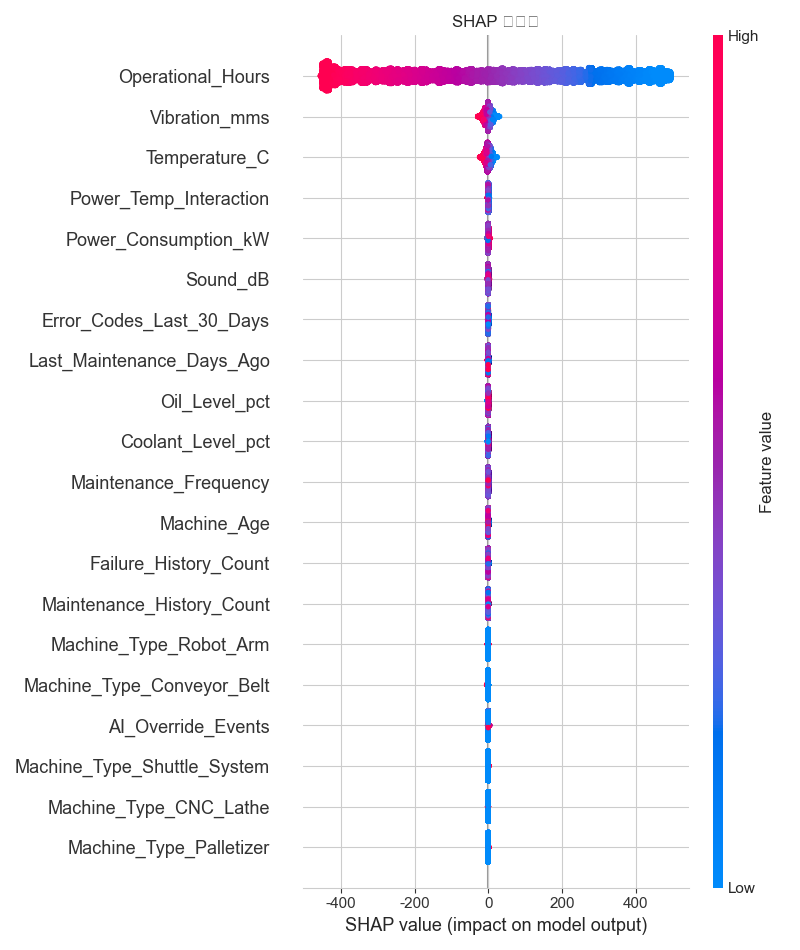 SHAP
High
Operational_Hours
Vibration_mms
Temperature_C
Power_Temp_Interaction
Power_Consumption_kW
Sound_dB
Error_Codes_Last_30_Days
Last_Maintenance_Days_Ago
Oil_Level_pct
Coolant_Level_pct
Maintenance_Frequency
Machine_Age
Failure_History_Count
Maintenance_History_Count
Machine_Type_Robot_Arm
Machine_Type_Conveyor_Belt
AI_Override_Events
Machine_Type_Shuttle_System
Machine_Type_CNC_Lathe
Machine_Type_Palletizer
Feature value
Low
-400 -200 0 200 400
SHAP value (impact on model output)